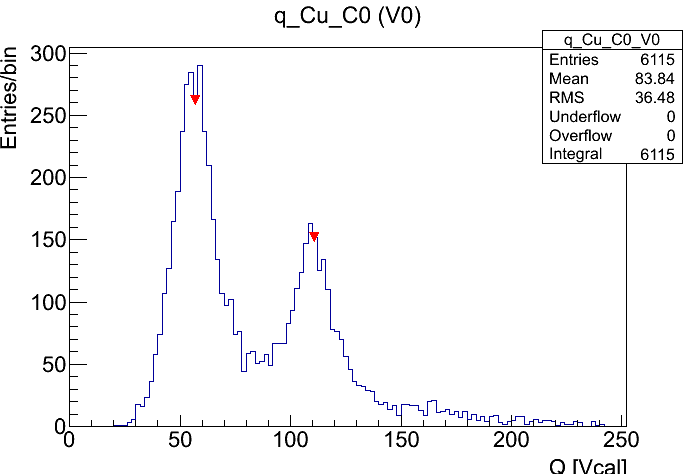 q_Cu_C0 (V0)
q_Cu_C0_V0
Entries 6115
Mean 83.84
RMS 36.48
Underflow 0
Overflow 0
Integral 6115
Entries/bin
300
250
200
150
100
50
0
0 50 100 150 200 250
Q [Vcal]